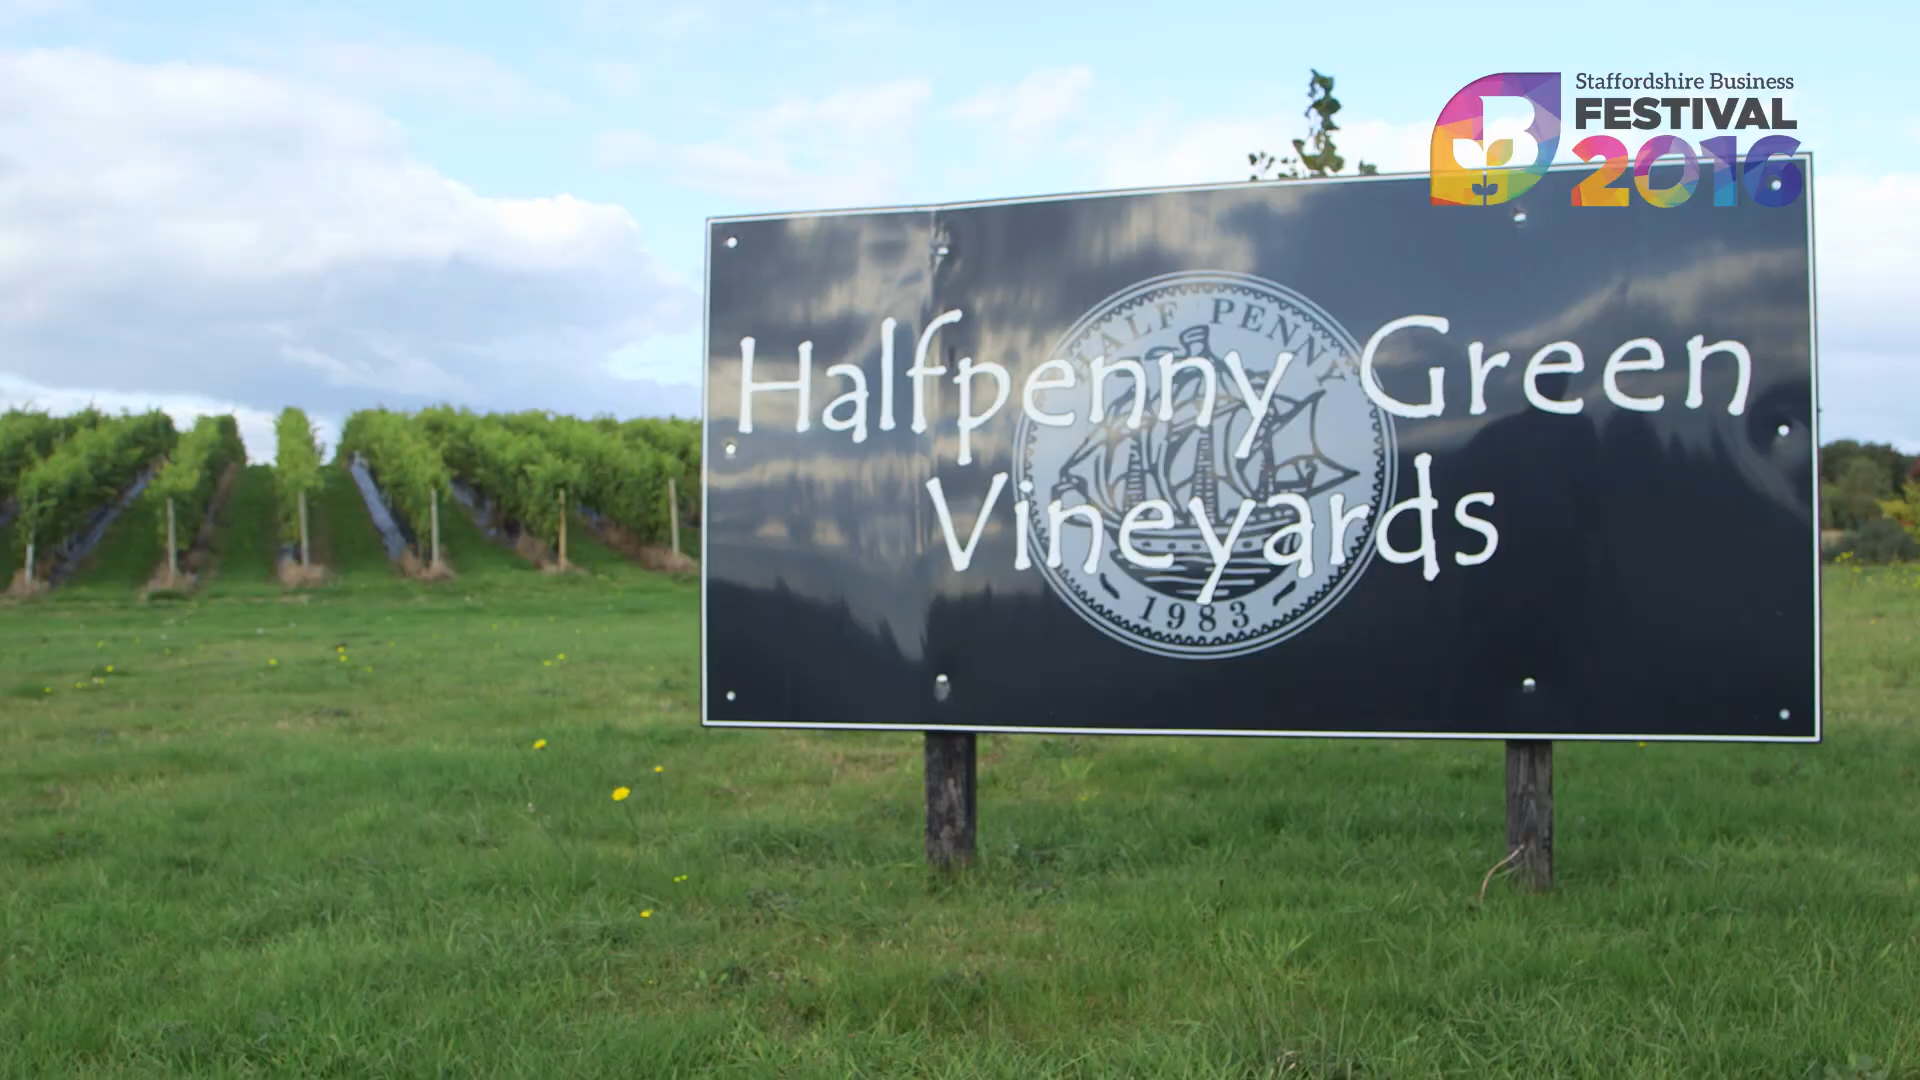 Staffordshire Business
FESTIVAL
2016
HALF PENNY
Halfpenny Green
Vineyards
1983